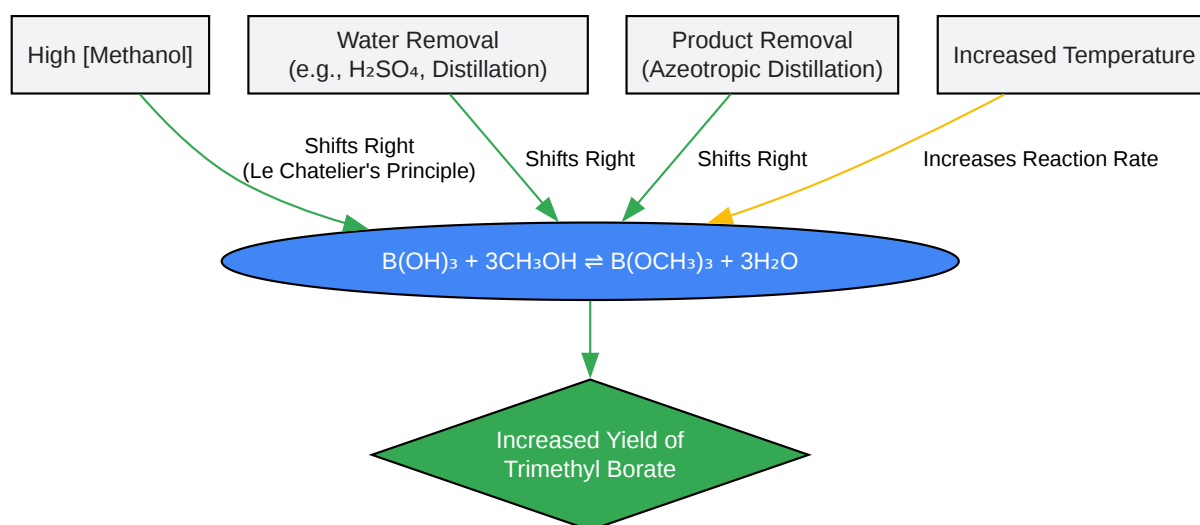 High [Methanol]
Water Removal
(e.g., H₂SO₄, Distillation)
Product Removal
(Azeotropic Distillation)
Increased Temperature
Shifts Right
(Le Chatelier's Principle)
Shifts Right
Shifts Right
Increases Reaction Rate
B(OH)₃ + 3CH₃OH ⇌ B(OCH₃)₃ + 3H₂O
Increased Yield of
Trimethyl Borate